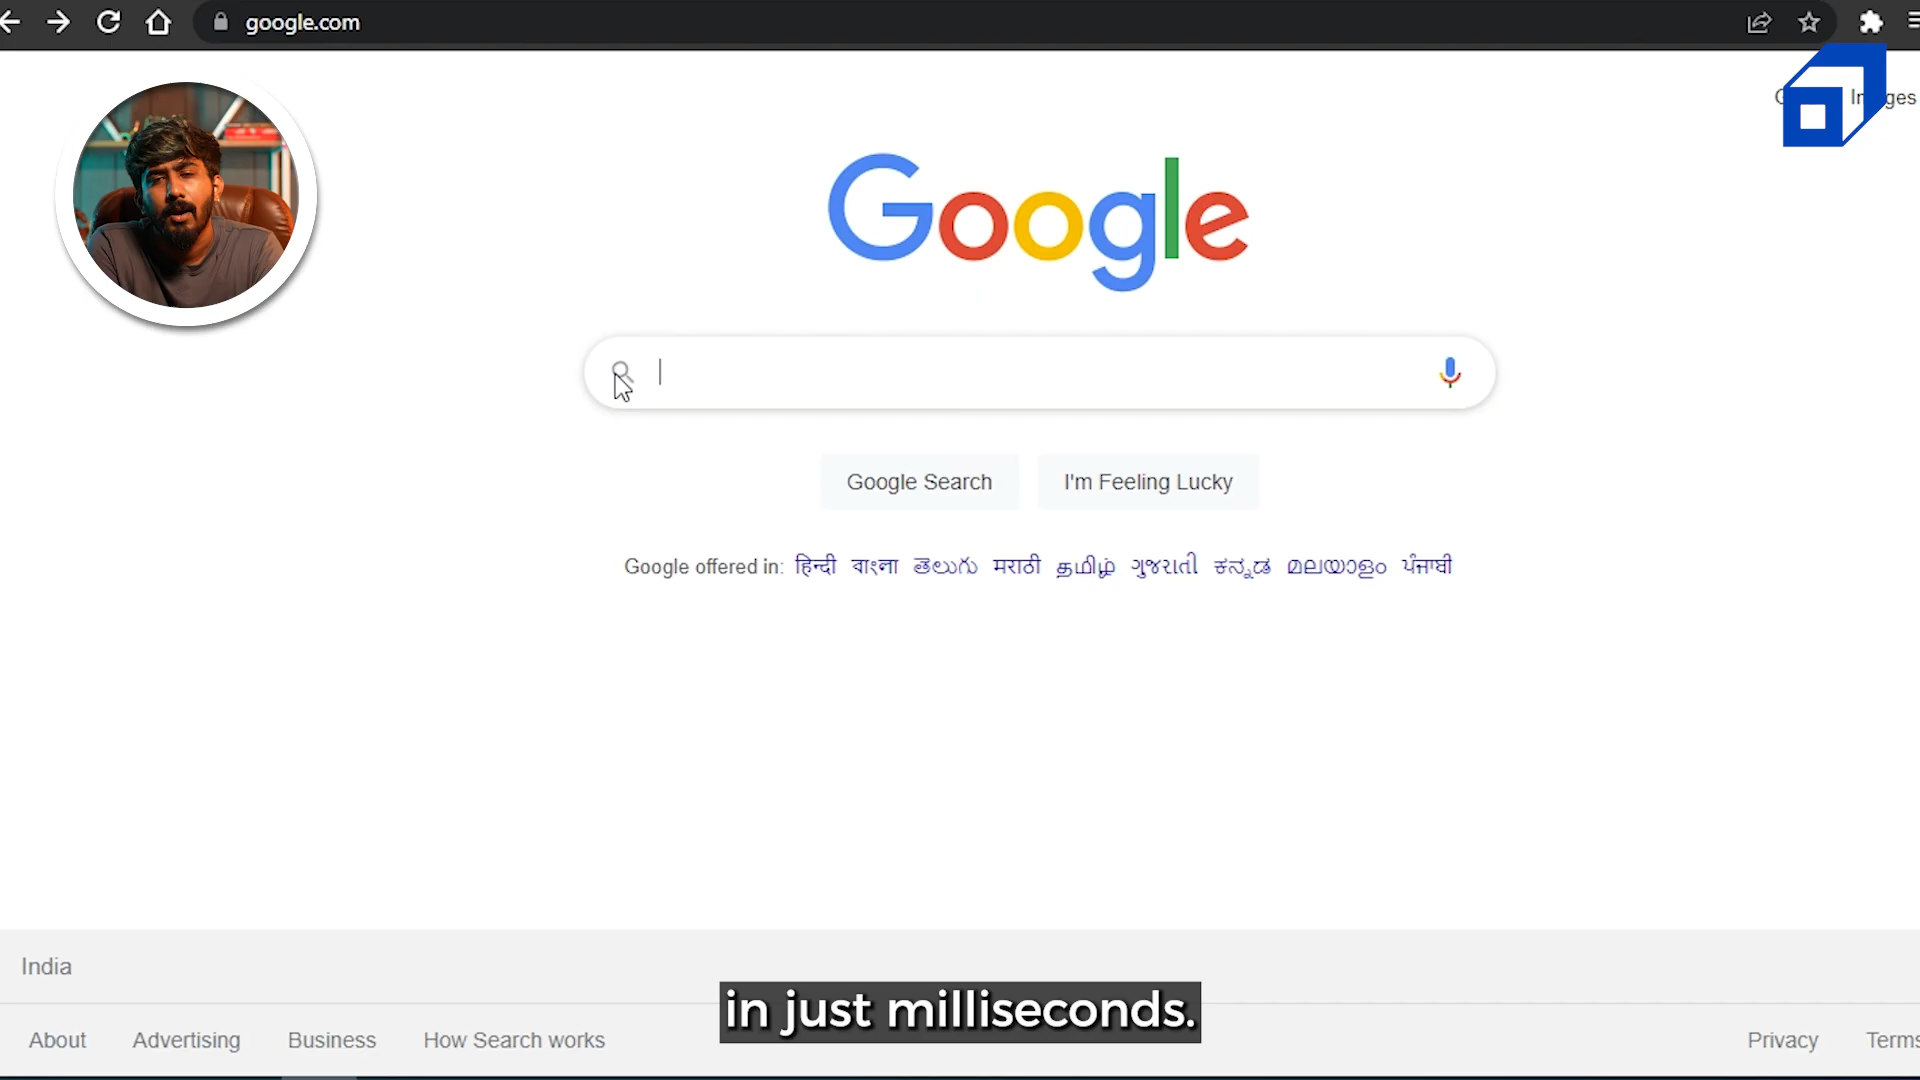 google.com
Google
Google Search I'm Feeling Lucky
Google offered in: हिन्दी বাংলা తెలుగు मराठी தமிழ் ગુજરાતી ಕನ್ನಡ മലയാളം ਪੰਜਾਬੀ
India
in just milliseconds.
About Advertising Business How Search works Privacy Terms